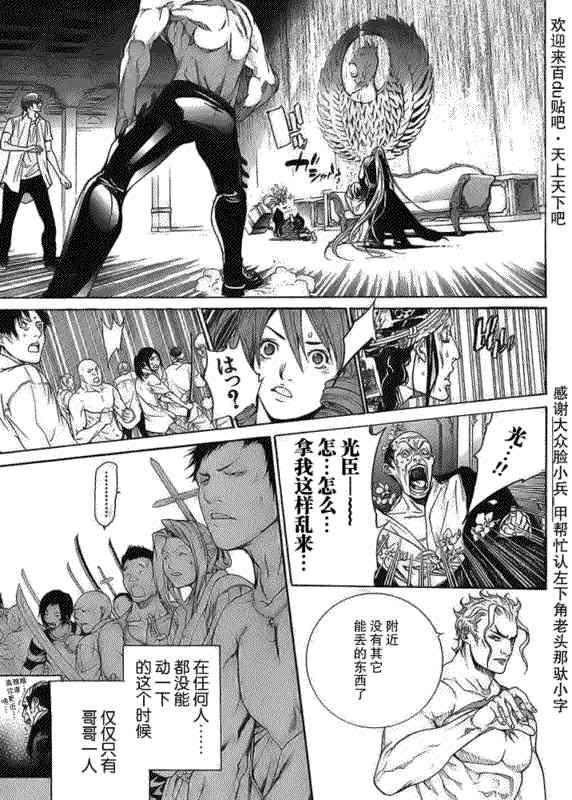 欢迎来百du贴吧·天上天下吧
はっ?
光…!!
光臣——
怎…怎么…
拿我这样乱来…
感谢大众脸小兵 甲帮忙认左下角老头那驮小字
附近
没有其它
能丢的东西了
…………
在任何人……
都没能
动一下
的这个时候
仅仅只有
哥哥一人